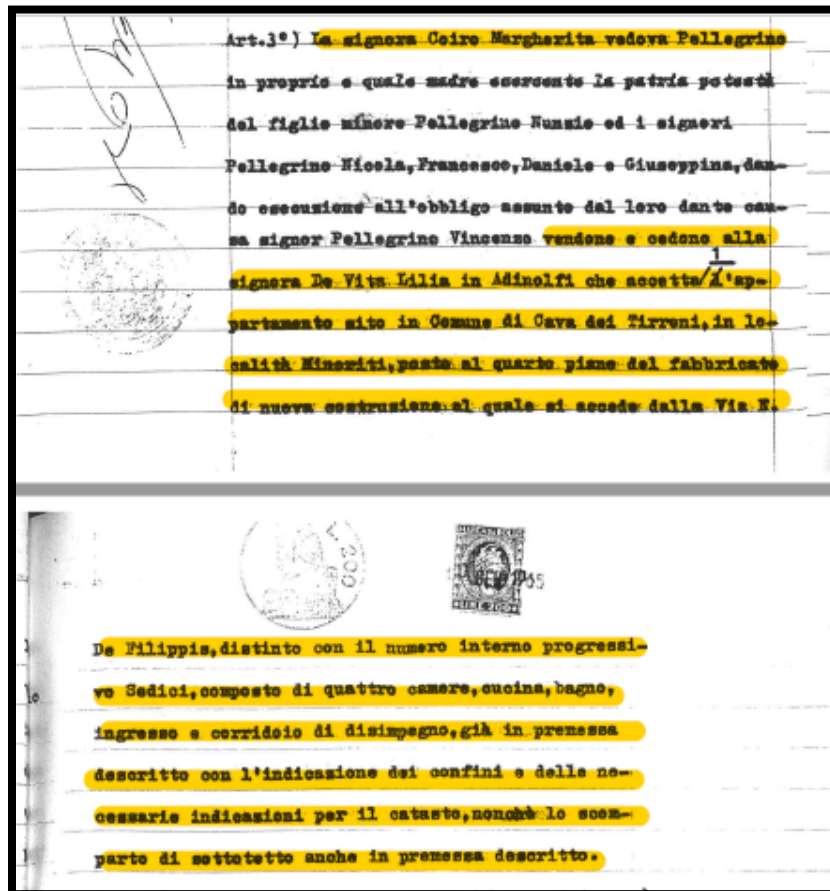 Art.3°) La signora Coiro Margherita vedova Pellegrino
in proprio e quale madre esercente la patria potestà
del figlio minore Pellegrino Nunzio ed i signori
Pellegrino Nicola,Francesco,Daniele e Giuseppina,dan-
do esecuzione all'obbligo assunto dal loro dante cau-
sa signor Pellegrino Vincenzo vendono e cedono alla
signora De Vita Lilia in Adinolfi che accetta l'ap-
partamento sito in Comune di Cava dei Tirreni,in lo-
calità Minoriti,posto al quarto piano del fabbricato
di nuova costruzione al quale si accede dalla Via E.
L. 200
LIRE 200
De Filippis,distinto con il numero interno progressi-
vo Sedici,composto di quattro camere,cucina,bagno,
ingresso e corridoio di disimpegno,già in premessa
descritto con l'indicazione dei confini e delle ne-
cessarie indicazioni per il catasto,nonchè lo scom-
parto di sottotetto anche in premessa descritto.